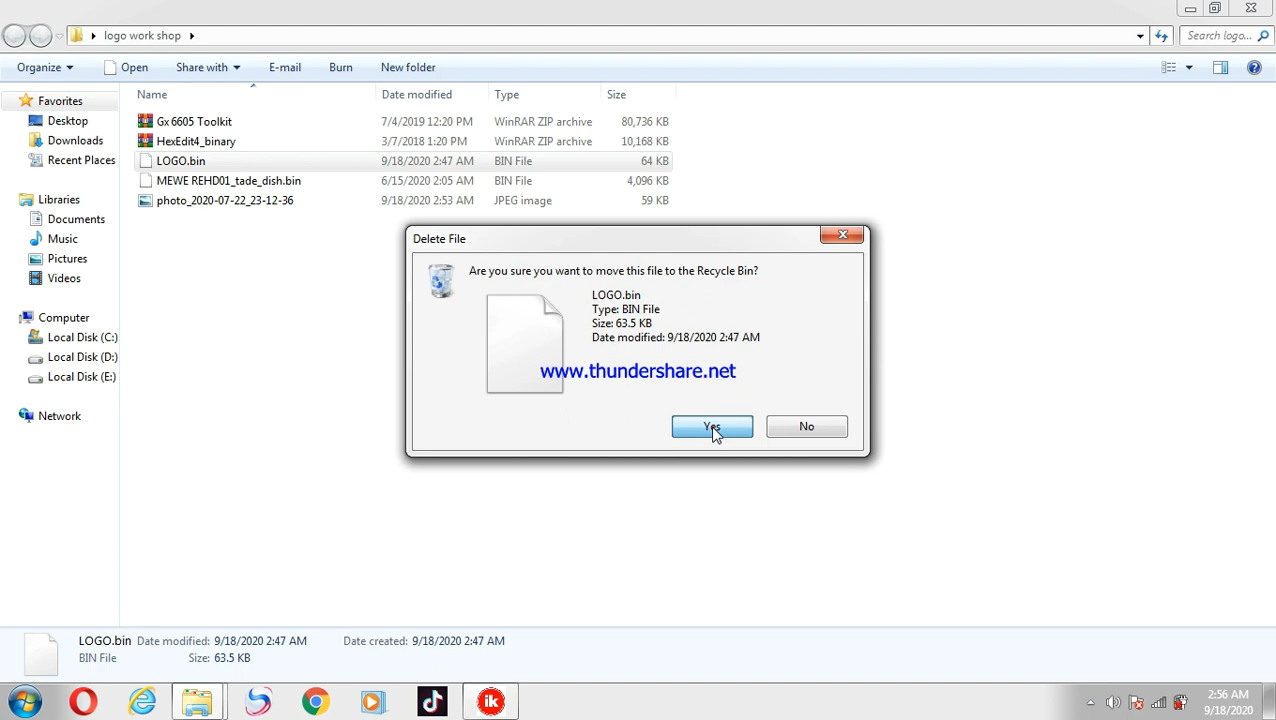 logo work shop
Search logo...
Organize
Open
Share with
E-mail
Burn
New folder
Name
Date modified
Type
Size
Favorites
Desktop
Downloads
Recent Places
Libraries
Documents
Music
Pictures
Videos
Computer
Local Disk (C:)
Local Disk (D:)
Local Disk (E:)
Network
Gx 6605 Toolkit 7/4/2019 12:20 PM WinRAR ZIP archive 80,736 KB
HexEdit4_binary 3/7/2018 1:20 PM WinRAR ZIP archive 10,168 KB
LOGO.bin 9/18/2020 2:47 AM BIN File 64 KB
MEWE REHD01_tade_dish.bin 6/15/2020 2:05 AM BIN File 4,096 KB
photo_2020-07-22_23-12-36 9/18/2020 2:53 AM JPEG image 59 KB
Delete File
Are you sure you want to move this file to the Recycle Bin?
LOGO.bin
Type: BIN File
Size: 63.5 KB
Date modified: 9/18/2020 2:47 AM
www.thundershare.net
Yes
No
LOGO.bin Date modified: 9/18/2020 2:47 AM Date created: 9/18/2020 2:47 AM
BIN File Size: 63.5 KB
ik
2:56 AM
9/18/2020